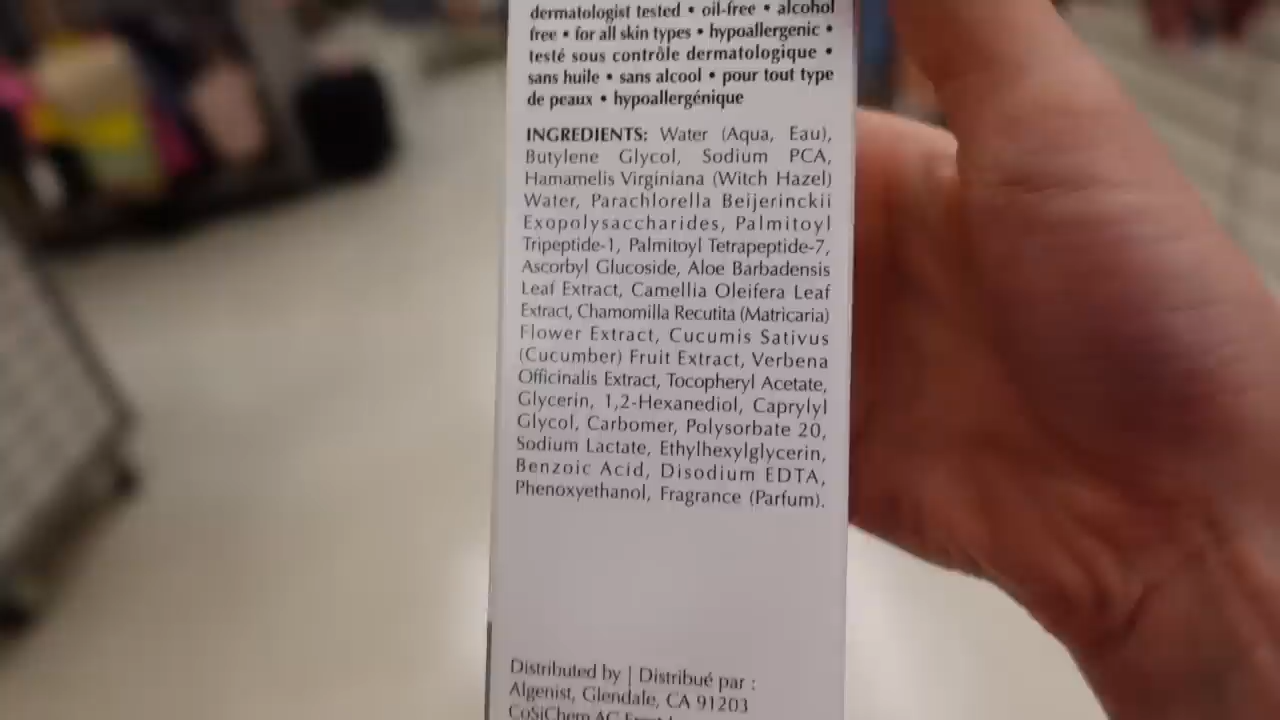 dermatologist tested • oil-free • alcohol
free • for all skin types • hypoallergenic •
testé sous contrôle dermatologique •
sans huile • sans alcool • pour tout type
de peaux • hypoallergénique
INGREDIENTS: Water (Aqua, Eau),
Butylene Glycol, Sodium PCA,
Hamamelis Virginiana (Witch Hazel)
Water, Parachlorella Beijerinckii
Exopolysaccharides, Palmitoyl
Tripeptide-1, Palmitoyl Tetrapeptide-7,
Ascorbyl Glucoside, Aloe Barbadensis
Leaf Extract, Camellia Oleifera Leaf
Extract, Chamomilla Recutita (Matricaria)
Flower Extract, Cucumis Sativus
(Cucumber) Fruit Extract, Verbena
Officinalis Extract, Tocopheryl Acetate,
Glycerin, 1,2-Hexanediol, Caprylyl
Glycol, Carbomer, Polysorbate 20,
Sodium Lactate, Ethylhexylglycerin,
Benzoic Acid, Disodium EDTA,
Phenoxyethanol, Fragrance (Parfum).
Distributed by | Distribué par :
Algenist, Glendale, CA 91203
CoSiChem AG